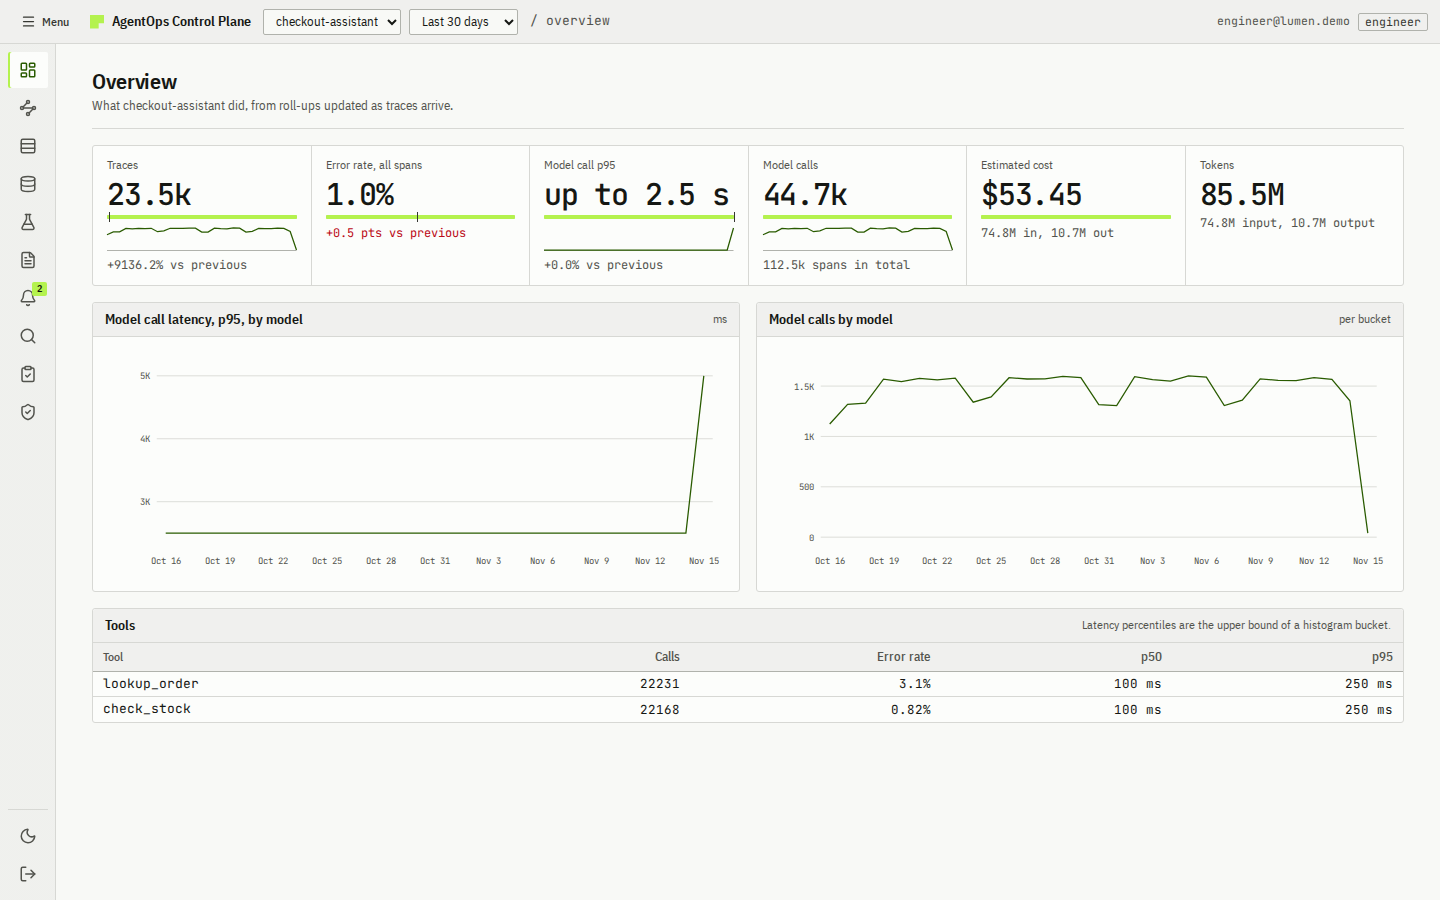 Menu AgentOps Control Plane checkout-assistant Last 30 days / overview engineer@lumen.demo engineer
Overview
What checkout-assistant did, from roll-ups updated as traces arrive.
Traces
23.5k
+9136.2% vs previous
Error rate, all spans
1.0%
+0.5 pts vs previous
Model call p95
up to 2.5 s
+0.0% vs previous
Model calls
44.7k
112.5k spans in total
Estimated cost
$53.45
74.8M in, 10.7M out
Tokens
85.5M
74.8M input, 10.7M output
2
Model call latency, p95, by model ms
5K
4K
3K
Oct 16 Oct 19 Oct 22 Oct 25 Oct 28 Oct 31 Nov 3 Nov 6 Nov 9 Nov 12 Nov 15
Model calls by model per bucket
1.5K
1K
500
0
Oct 16 Oct 19 Oct 22 Oct 25 Oct 28 Oct 31 Nov 3 Nov 6 Nov 9 Nov 12 Nov 15
Tools Latency percentiles are the upper bound of a histogram bucket.
Tool Calls Error rate p50 p95
lookup_order 22231 3.1% 100 ms 250 ms
check_stock 22168 0.82% 100 ms 250 ms